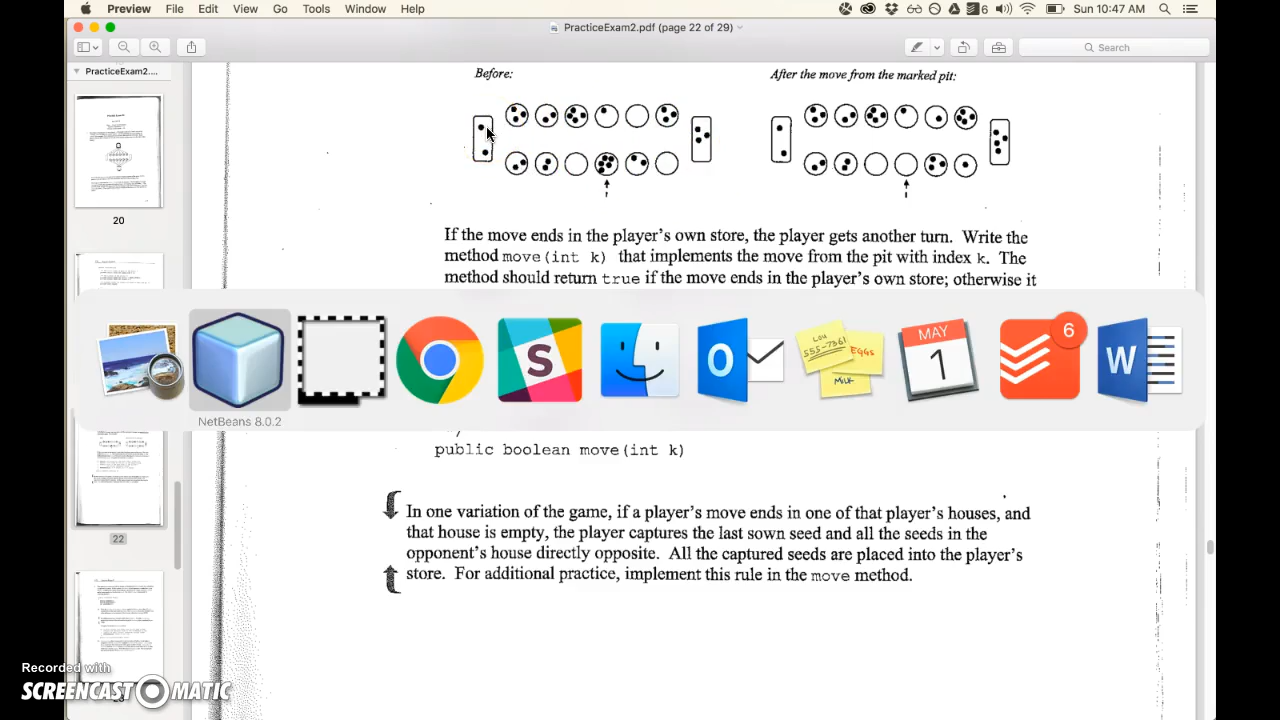 Preview File Edit View Go Tools Window Help 6 Sun 10:47 AM
PracticeExam2.pdf (page 22 of 29)
Search
PracticeExam2....
Before: After the move from the marked pit:
20
If the move ends in the player's own store, the player gets another turn. Write the
method move(int k) that implements the move from the pit with index k. The
method should return true if the move ends in the player's own store; otherwise it
LOU
555-7361
EGGS
MILK
MAY
1
6
S
O
W
NetBeans 8.0.2
*/
public boolean move(int k)
In one variation of the game, if a player's move ends in one of that player's houses, and
that house is empty, the player captures the last sown seed and all the seeds in the
opponent's house directly opposite. All the captured seeds are placed into the player's
store. For additional practice, implement this rule in the move method.
22
Recorded with
SCREENCAST-O-MATIC